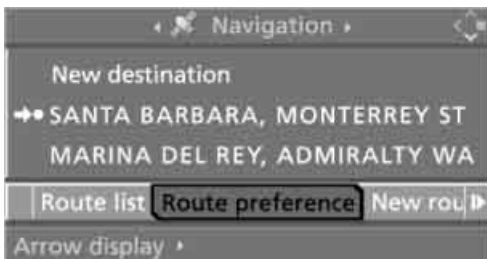 Navigation
New destination
SANTA BARBARA, MONTERREY ST
MARINA DEL REY, ADMIRALTY WA
Route list Route preference New rou
Arrow display